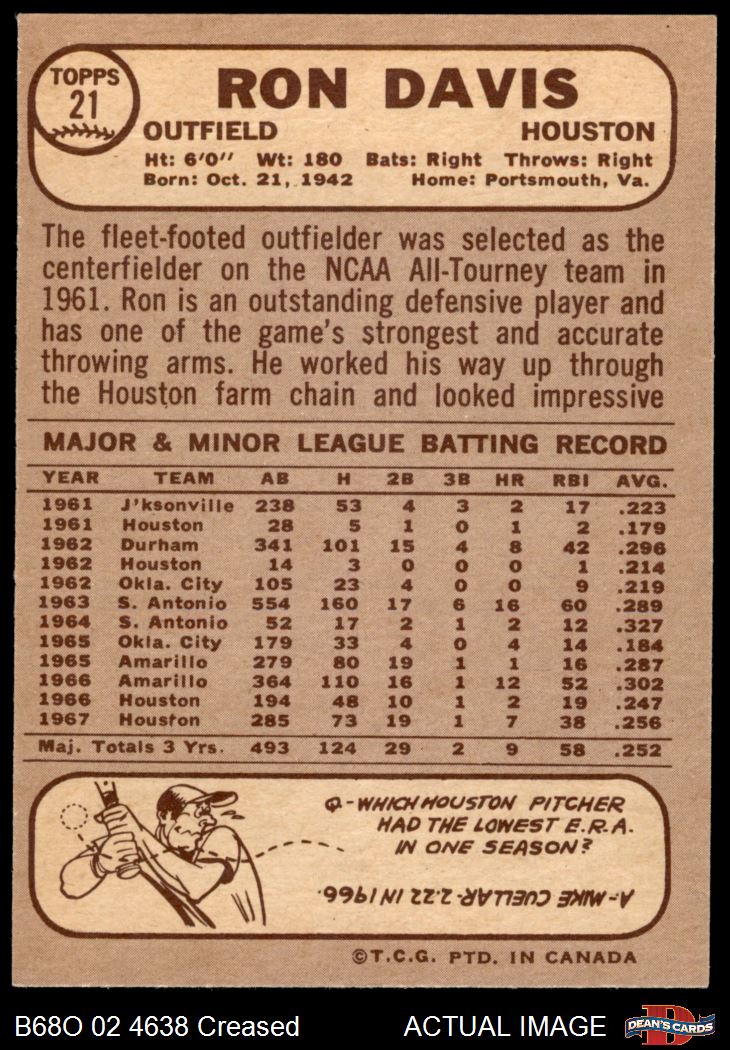 TOPPS
21
RON DAVIS
OUTFIELD HOUSTON
Ht: 6'0" Wt: 180 Bats: Right Throws: Right
Born: Oct. 21, 1942 Home: Portsmouth, Va.
The fleet-footed outfielder was selected as the
centerfielder on the NCAA All-Tourney team in
1961. Ron is an outstanding defensive player and
has one of the game's strongest and accurate
throwing arms. He worked his way up through
the Houston farm chain and looked impressive
MAJOR & MINOR LEAGUE BATTING RECORD
YEAR TEAM AB H 2B 3B HR RBI AVG.
1961 J'ksonville 238 53 4 3 2 17 .223
1961 Houston 28 5 1 0 1 2 .179
1962 Durham 341 101 15 4 8 42 .296
1962 Houston 14 3 0 0 0 1 .214
1962 Okla. City 105 23 4 0 0 9 .219
1963 S. Antonio 554 160 17 6 16 60 .289
1964 S. Antonio 52 17 2 1 2 12 .327
1965 Okla. City 179 33 4 0 4 14 .184
1965 Amarillo 279 80 19 1 1 16 .287
1966 Amarillo 364 110 16 1 12 52 .302
1966 Houston 194 48 10 1 2 19 .247
1967 Houston 285 73 19 1 7 38 .256
Maj. Totals 3 Yrs. 493 124 29 2 9 58 .252
Q-WHICH HOUSTON PITCHER
HAD THE LOWEST E.R.A.
IN ONE SEASON?
A-MIKE CUELLAR-2.22 IN 1966.
©T.C.G. PTD. IN CANADA
B68O 02 4638 Creased ACTUAL IMAGE
DEAN'S CARDS